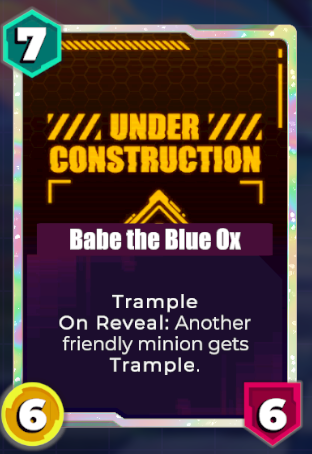 7
UNDER
CONSTRUCTION
Babe the Blue Ox
Trample
On Reveal: Another
friendly minion gets
Trample.
6
6